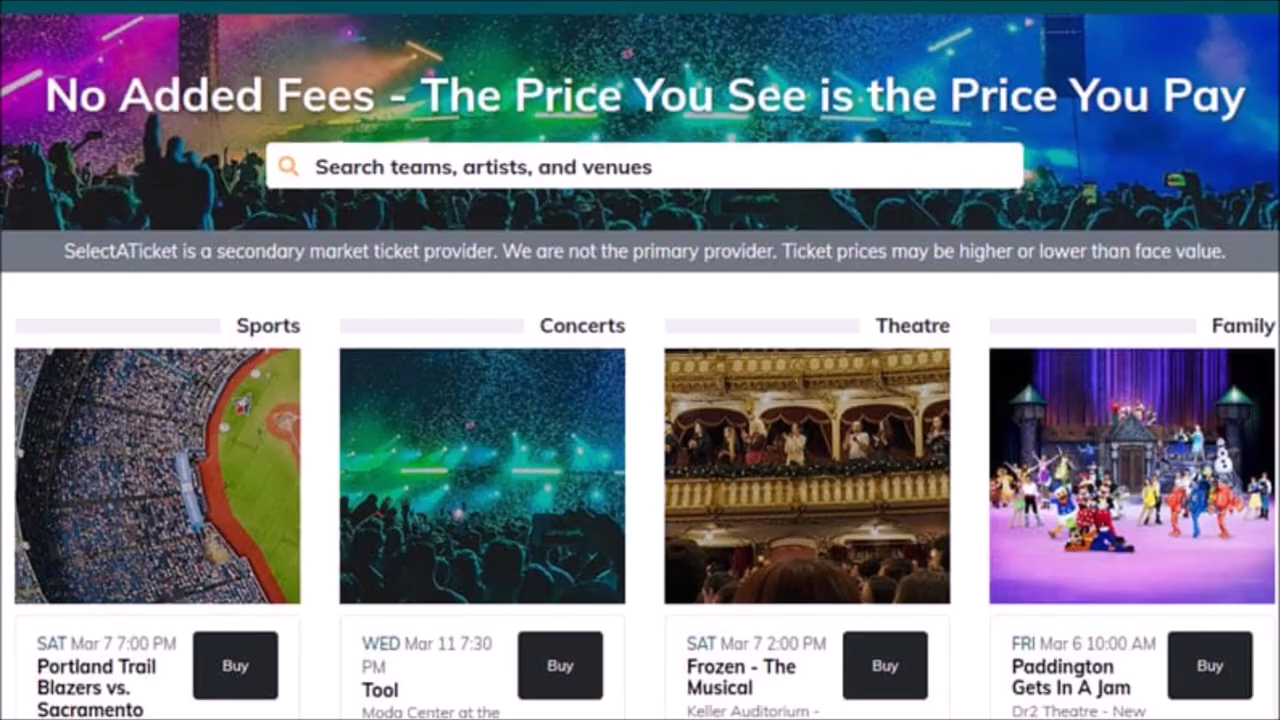 No Added Fees - The Price You See is the Price You Pay
Search teams, artists, and venues
SelectATicket is a secondary market ticket provider. We are not the primary provider. Ticket prices may be higher or lower than face value.
Sports
Concerts
Theatre
Family
SAT Mar 7 7:00 PM
Portland Trail
Blazers vs.
Sacramento
Buy
WED Mar 11 7:30
PM
Tool
Moda Center at the
Buy
SAT Mar 7 2:00 PM
Frozen - The
Musical
Keller Auditorium -
Buy
FRI Mar 6 10:00 AM
Paddington
Gets In A Jam
Dr2 Theatre - New
Buy